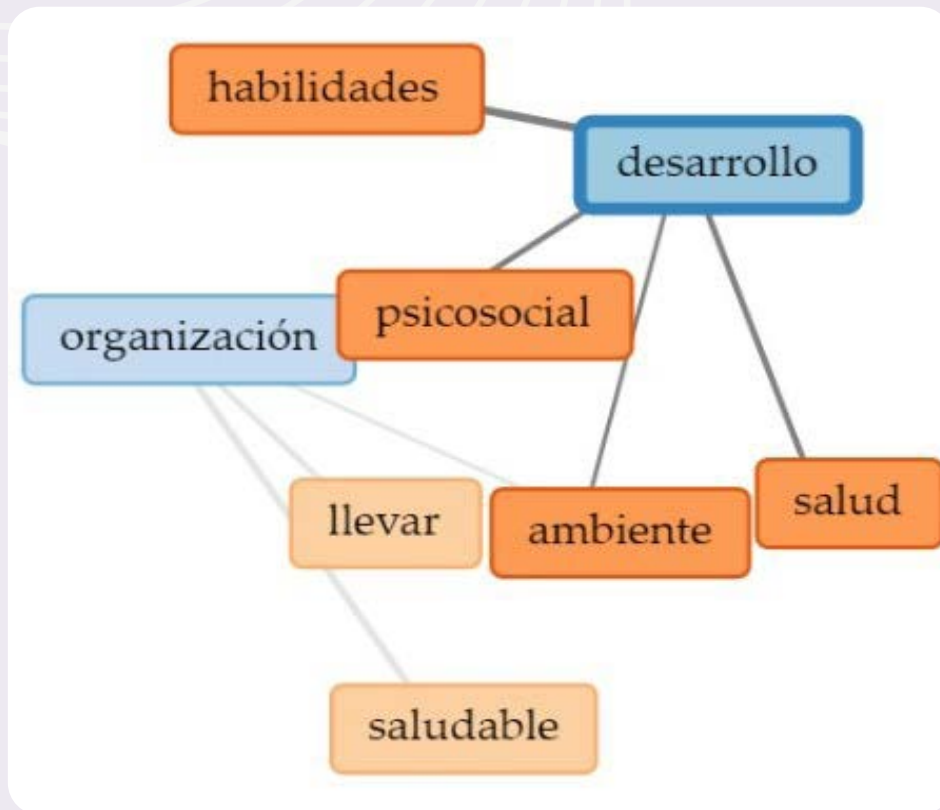 habilidades
desarrollo
psicosocial
organización
salud
llevar
ambiente
saludable